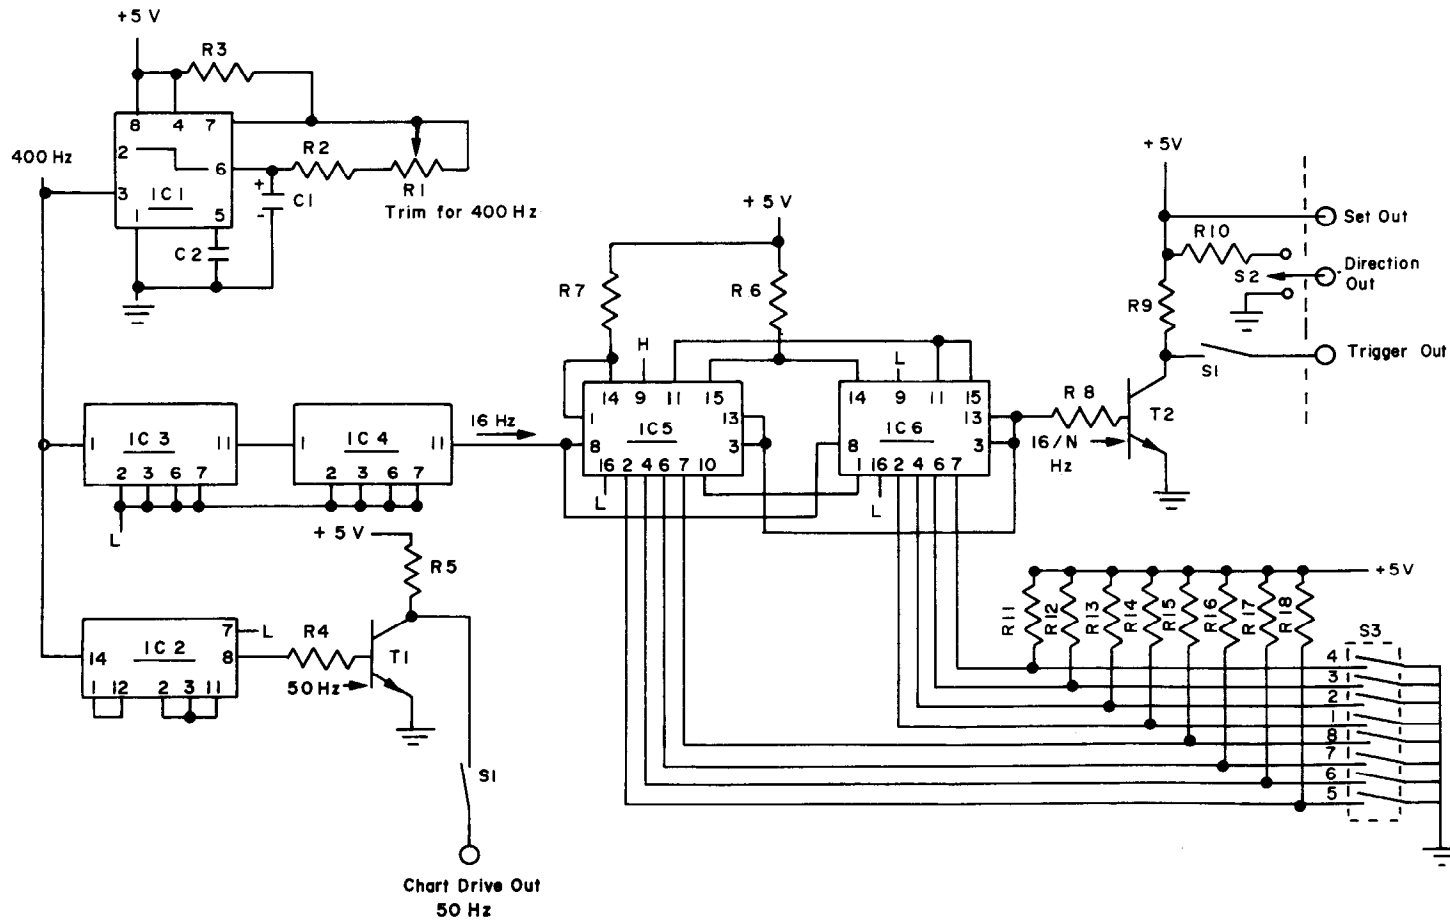 +5 V
R3
8 4 7
2
6
400 Hz
3
IC1
1 5
R2
R1
Trim for 400 Hz
+
-
C1
C2
+5V
Set Out
R10
S2
Direction
Out
R9
Trigger Out
S1
+ 5 V
R7
R6
H
L
14 9 11 15
1
13
IC5
8
3
16 2 4 6 7 10
L
14 9 11 15
13
IC6
8
3
1 16 2 4 6 7
L
R 8
16/N
Hz
T2
1 IC 3 11
2 3 6 7
L
1 IC 4 11
2 3 6 7
16 Hz
+ 5 V
R5
7
L
14 IC 2 8
1 12 2 3 11
R4
50 Hz
T1
S1
Chart Drive Out
50 Hz
+5V
R11
R12
R13
R14
R15
R16
R17
R18
S3
4
3
2
1
8
7
6
5